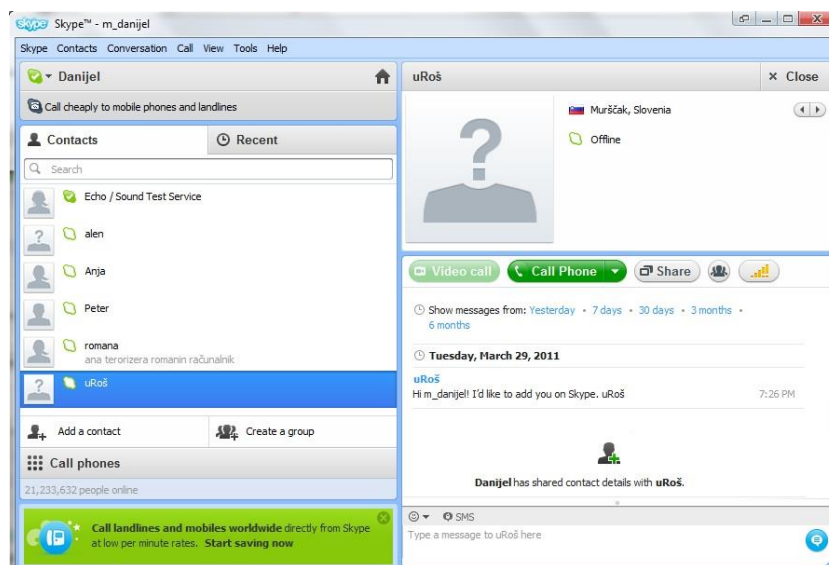 skype Skype™ - m_danijel
Skype Contacts Conversation Call View Tools Help
Danijel
Call cheaply to mobile phones and landlines
Contacts
Recent
Search
Echo / Sound Test Service
alen
Anja
Peter
romana
ana terorizera romanin računalnik
uRoš
Add a contact
Create a group
Call phones
21,233,632 people online
Call landlines and mobiles worldwide directly from Skype
at low per minute rates. Start saving now
uRoš
× Close
Murščak, Slovenia
Offline
Video call
Call Phone
Share
Show messages from: Yesterday • 7 days • 30 days • 3 months •
6 months
Tuesday, March 29, 2011
uRoš
Hi m_danijel! I'd like to add you on Skype. uRoš 7:26 PM
Danijel has shared contact details with uRoš.
SMS
Type a message to uRoš here